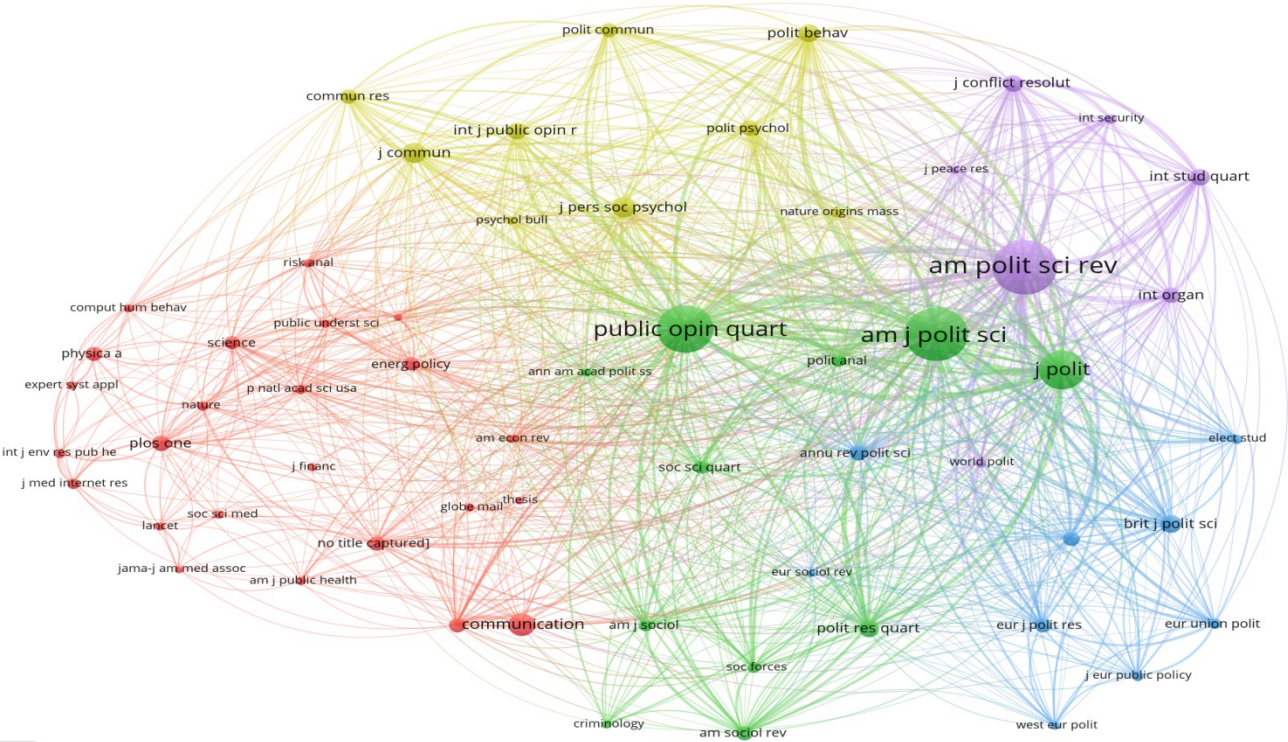 polit commun
polit behav
commun res
j conflict resolut
int security
int j public opin r
polit psychol
j commun
j peace res
int stud quart
j pers soc psychol
nature origins mass
psychol bull
risk anal
am polit sci rev
int organ
comput hum behav
public underst sci
public opin quart
am j polit sci
science
physica a
energ policy
ann am acad polit ss
polit anal
j polit
expert syst appl
p natl acad sci usa
nature
am econ rev
elect stud
plos one
int j env res pub he
annu rev polit sci
world polit
j financ
soc sci quart
j med internet res
thesis
globe mail
soc sci med
lancet
brit j polit sci
no title captured]
jama-j am med assoc
am j public health
eur sociol rev
communication
am j sociol
polit res quart
eur j polit res
eur union polit
soc forces
j eur public policy
criminology
am sociol rev
west eur polit